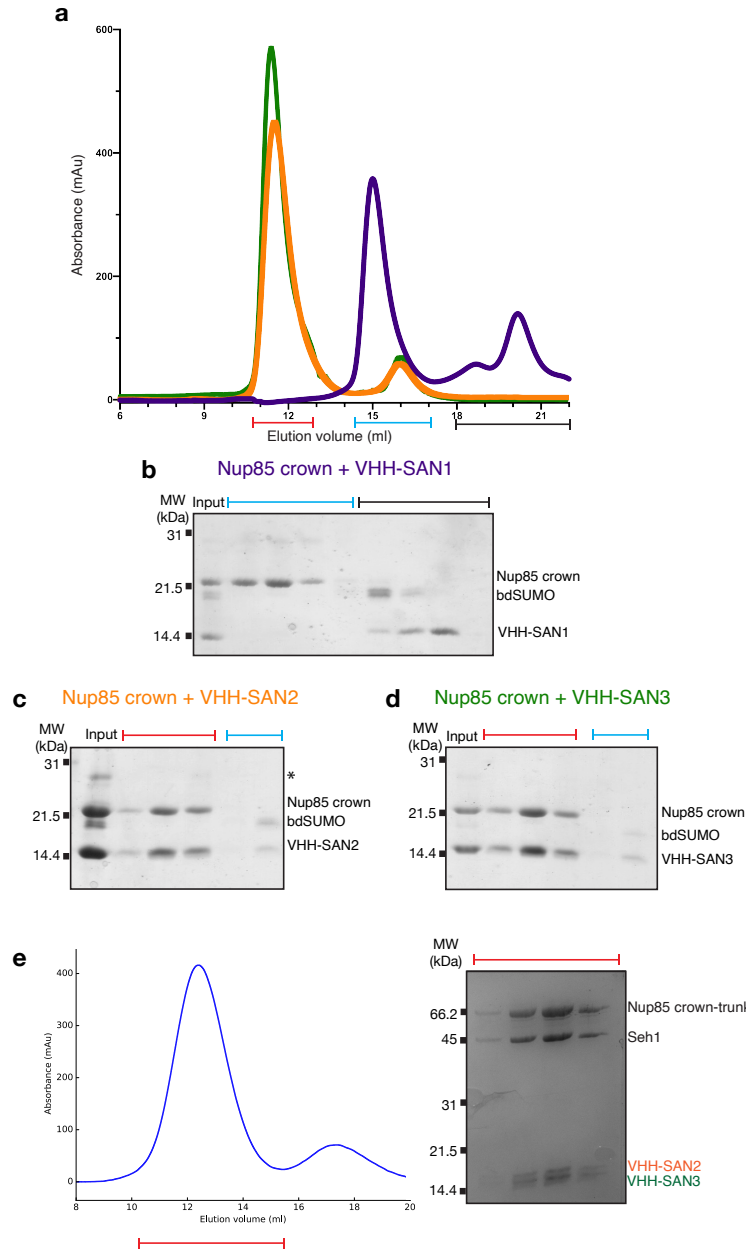 a
600
400
200
0
Absorbance (mAu)
6 9 12 15 18 21
Elution volume (ml)
b Nup85 crown + VHH-SAN1
MW
(kDa)
Input
31
21.5
14.4
Nup85 crown
bdSUMO
VHH-SAN1
c Nup85 crown + VHH-SAN2
MW
(kDa)
Input
31
21.5
14.4
*
Nup85 crown
bdSUMO
VHH-SAN2
d Nup85 crown + VHH-SAN3
MW
(kDa)
Input
31
21.5
14.4
Nup85 crown
bdSUMO
VHH-SAN3
e
400
300
200
100
0
Absorbance (mAu)
8 10 12 14 16 18 20
Elution volume (ml)
MW
(kDa)
66.2
45
31
21.5
14.4
Nup85 crown-trunk
Seh1
VHH-SAN2
VHH-SAN3